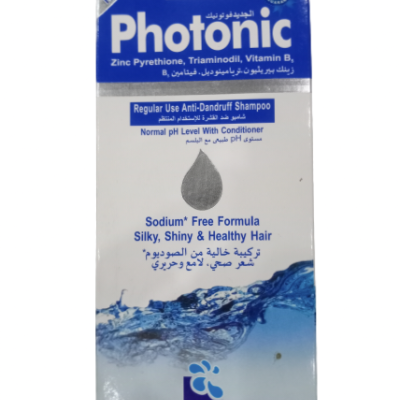 الجديد فوتونيك
Photonic
Zinc Pyrethione, Triaminodil, Vitamin B₅
زينك بيريثيون، تريامينوديل، فيتامين B₅
Regular Use Anti-Dandruff Shampoo
شامبو ضد القشرة للإستخدام المنتظم
Normal pH Level With Conditioner
مستوى pH طبيعي مع البلسم
Sodium* Free Formula
Silky, Shiny & Healthy Hair
تركيبة خالية من الصوديوم*
شعر صحي، لامع وحريري